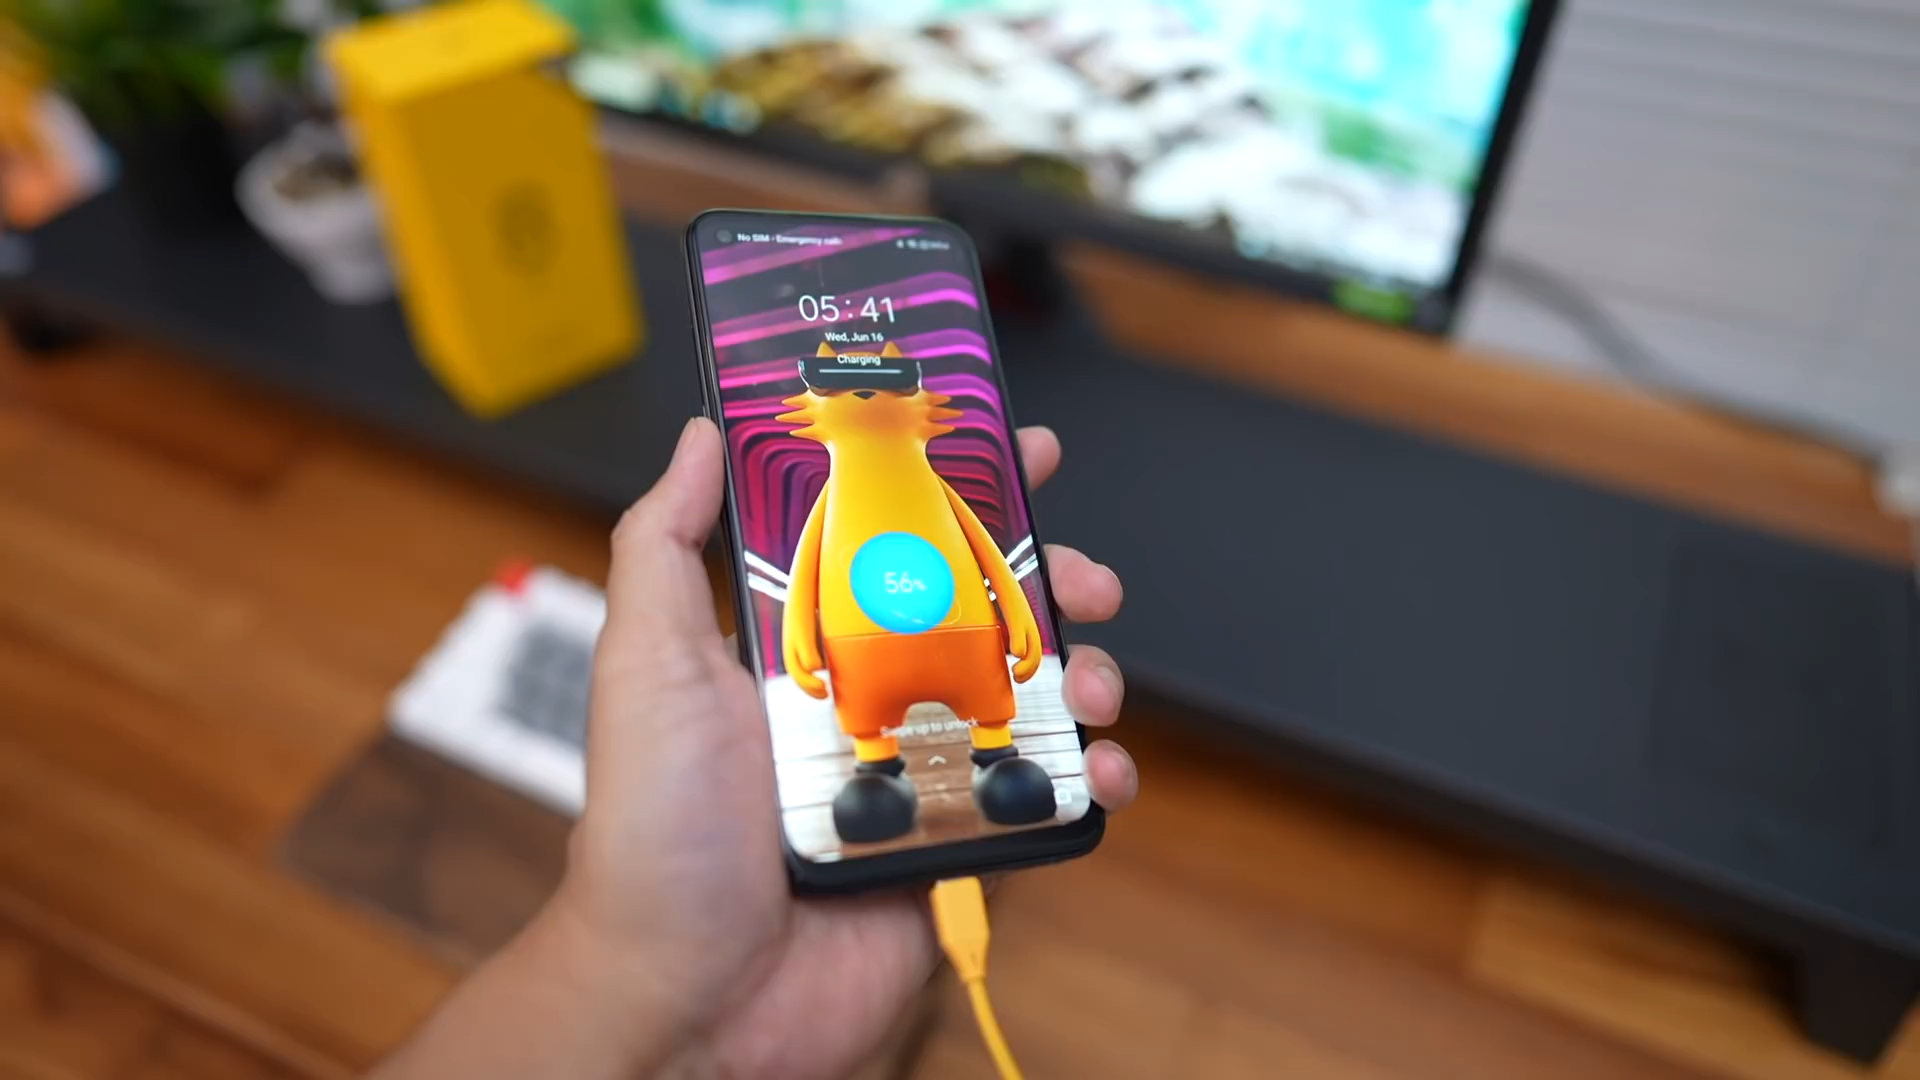 No SIM - Emergency calls
05:41
Wed, Jun 16
Charging
56%
Swipe up to unlock